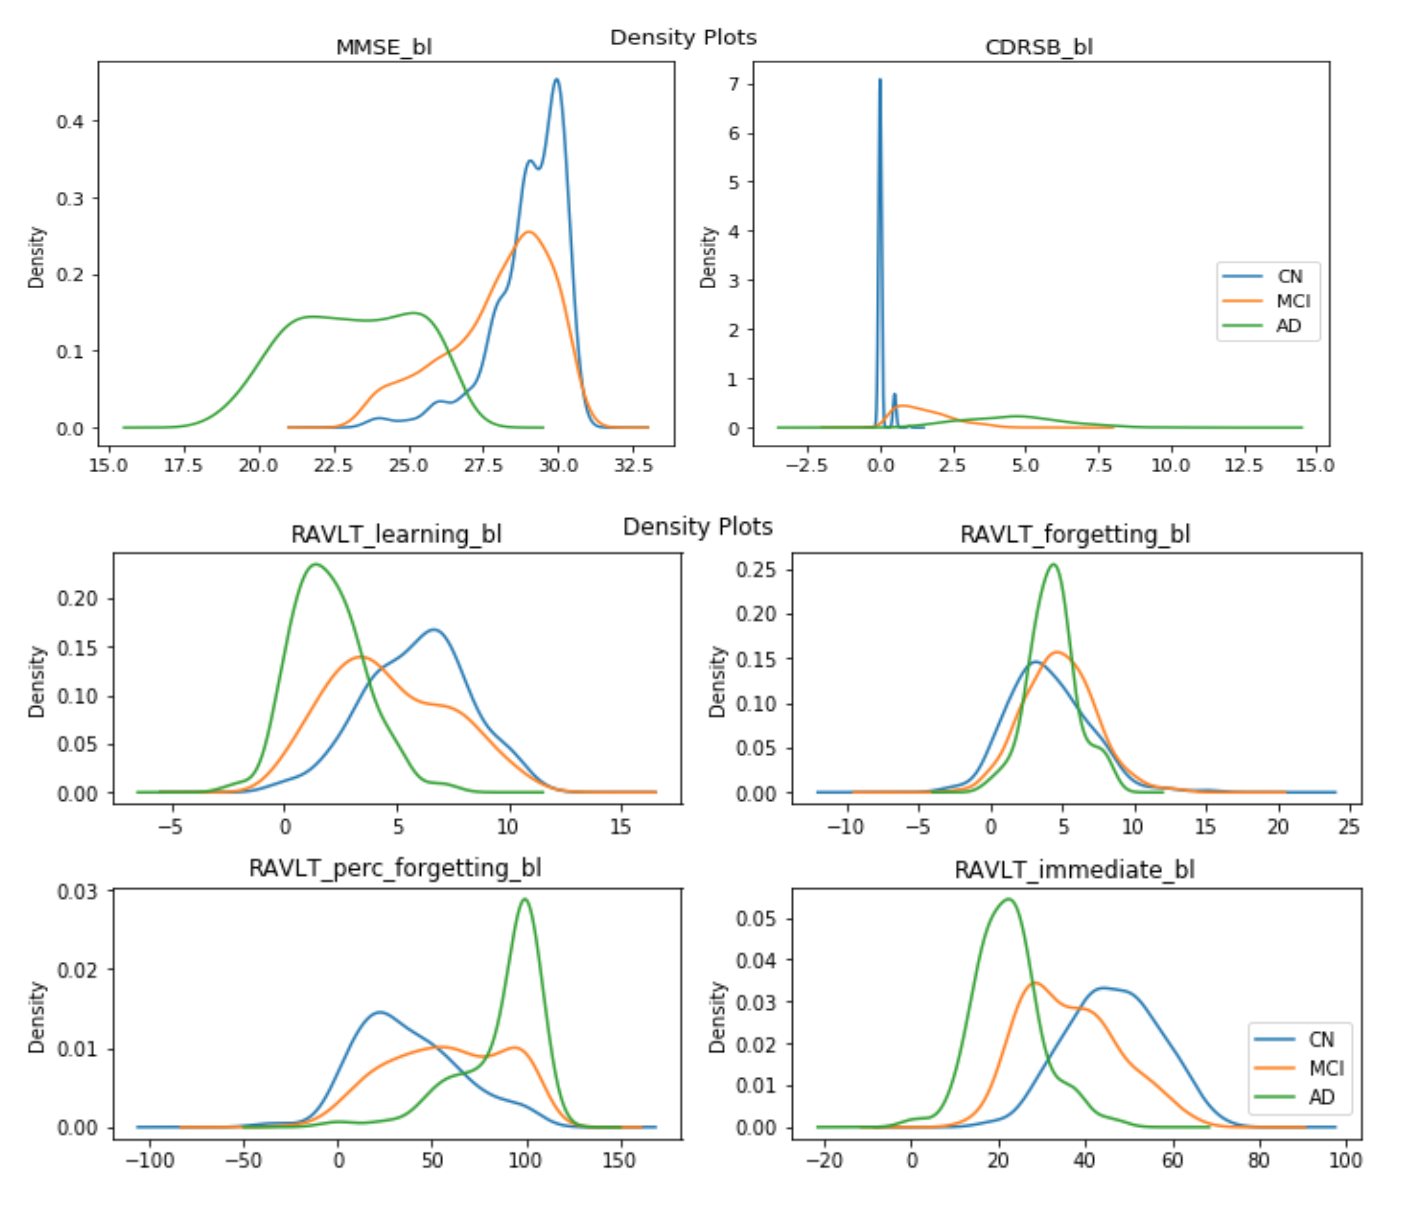 Density Plots
MMSE_bl
CDRSB_bl
Density
0.4
0.3
0.2
0.1
0.0
15.0 17.5 20.0 22.5 25.0 27.5 30.0 32.5
Density
7
6
5
4
3
2
1
0
−2.5 0.0 2.5 5.0 7.5 10.0 12.5 15.0
CN
MCI
AD
Density Plots
RAVLT_learning_bl
RAVLT_forgetting_bl
Density
0.20
0.15
0.10
0.05
0.00
−5 0 5 10 15
Density
0.25
0.20
0.15
0.10
0.05
0.00
−10 −5 0 5 10 15 20 25
RAVLT_perc_forgetting_bl
RAVLT_immediate_bl
Density
0.03
0.02
0.01
0.00
−100 −50 0 50 100 150
Density
0.05
0.04
0.03
0.02
0.01
0.00
−20 0 20 40 60 80 100
CN
MCI
AD